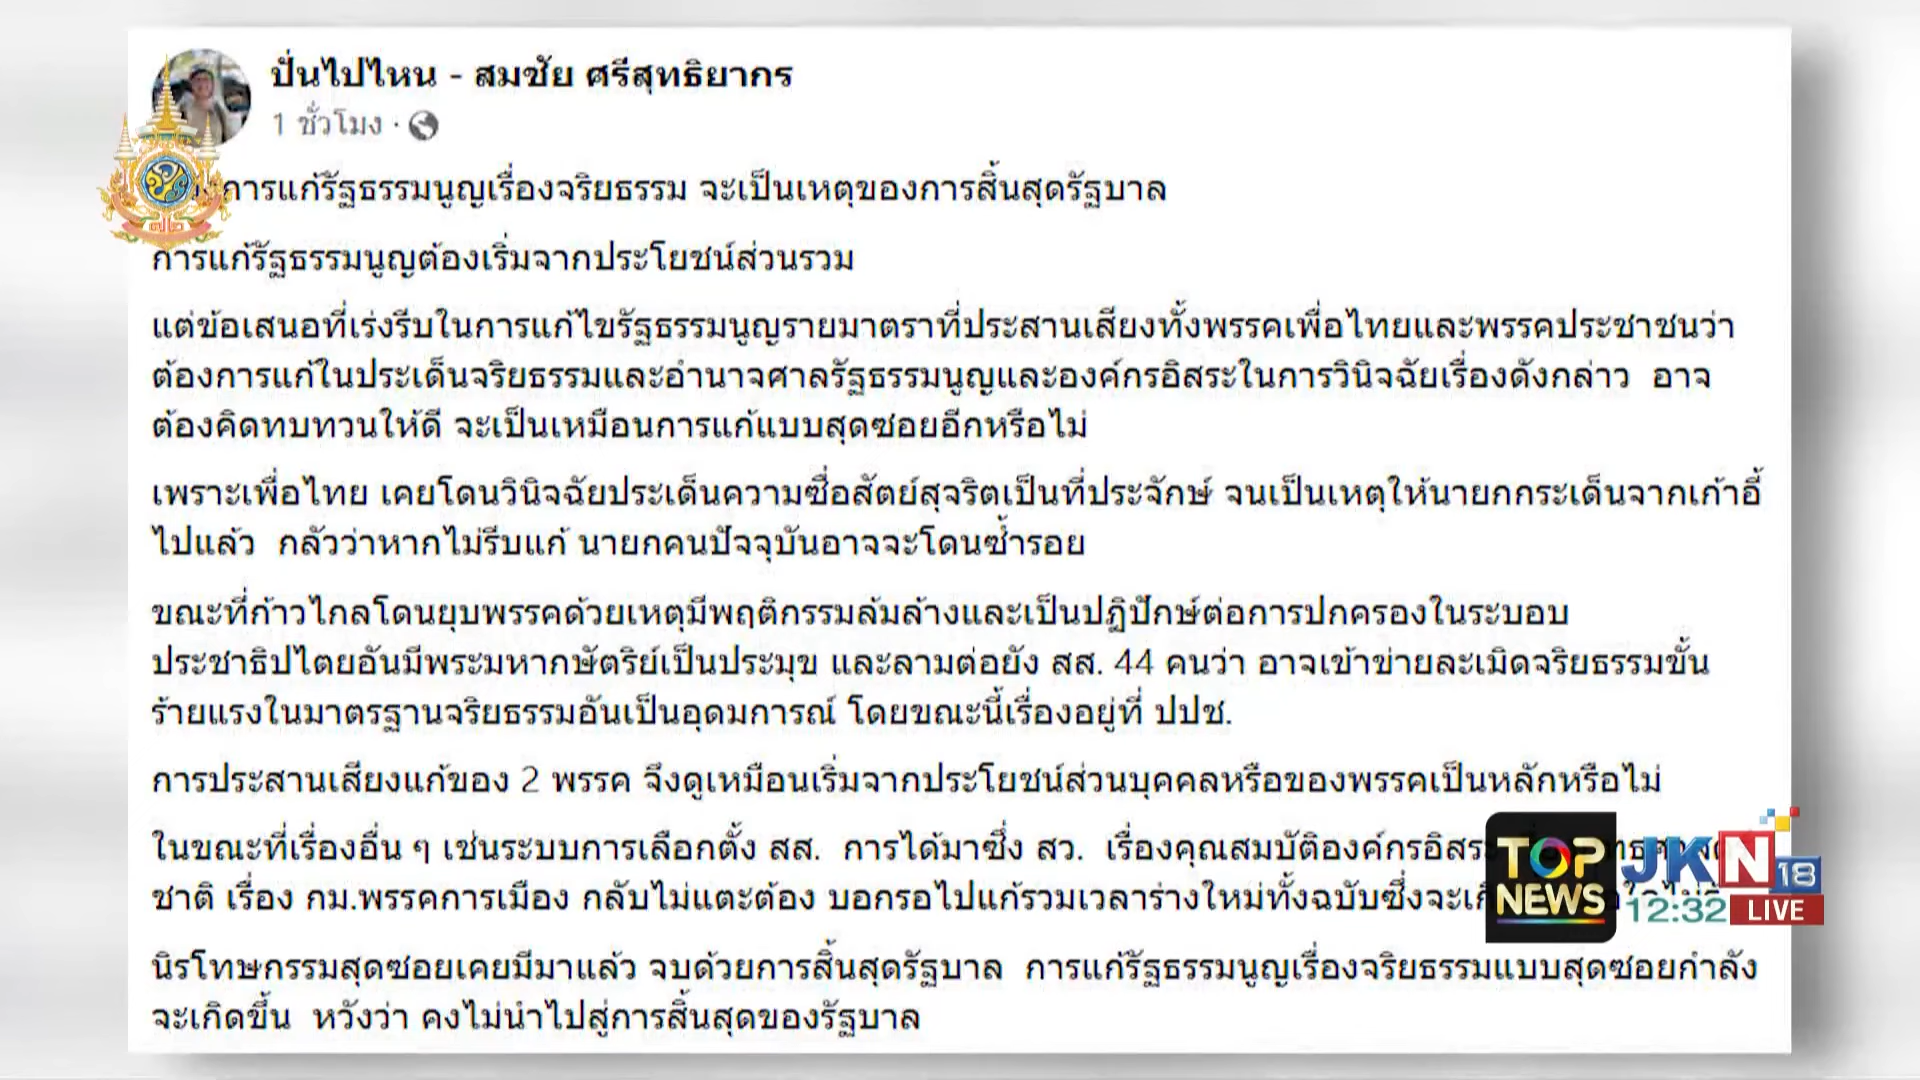 ปั่นไปไหน - สมชัย ศรีสุทธิยากร
1 ชั่วโมง ·
การแก้รัฐธรรมนูญเรื่องจริยธรรม จะเป็นเหตุของการสิ้นสุดรัฐบาล
การแก้รัฐธรรมนูญต้องเริ่มจากประโยชน์ส่วนรวม
แต่ข้อเสนอที่เร่งรีบในการแก้ไขรัฐธรรมนูญรายมาตราที่ประสานเสียงทั้งพรรคเพื่อไทยและพรรคประชาชนว่า
ต้องการแก้ในประเด็นจริยธรรมและอำนาจศาลรัฐธรรมนูญและองค์กรอิสระในการวินิจฉัยเรื่องดังกล่าว อาจ
ต้องคิดทบทวนให้ดี จะเป็นเหมือนการแก้แบบสุดซอยอีกหรือไม่
เพราะเพื่อไทย เคยโดนวินิจฉัยประเด็นความซื่อสัตย์สุจริตเป็นที่ประจักษ์ จนเป็นเหตุให้นายกกระเด็นจากเก้าอี้
ไปแล้ว กลัวว่าหากไม่รีบแก้ นายกคนปัจจุบันอาจจะโดนซ้ำรอย
ขณะที่ก้าวไกลโดนยุบพรรคด้วยเหตุมีพฤติกรรมล้มล้างและเป็นปฏิปักษ์ต่อการปกครองในระบอบ
ประชาธิปไตยอันมีพระมหากษัตริย์เป็นประมุข และลามต่อยัง สส. 44 คนว่า อาจเข้าข่ายละเมิดจริยธรรมขั้น
ร้ายแรงในมาตรฐานจริยธรรมอันเป็นอุดมการณ์ โดยขณะนี้เรื่องอยู่ที่ ปปช.
การประสานเสียงแก้ของ 2 พรรค จึงดูเหมือนเริ่มจากประโยชน์ส่วนบุคคลหรือของพรรคเป็นหลักหรือไม่
ในขณะที่เรื่องอื่น ๆ เช่นระบบการเลือกตั้ง สส. การได้มาซึ่ง สว. เรื่องคุณสมบัติองค์กรอิสระ
ชาติ เรื่อง กม.พรรคการเมือง กลับไม่แตะต้อง บอกรอไปแก้รวมเวลาร่างใหม่ทั้งฉบับซึ่งจะ
นิรโทษกรรมสุดซอยเคยมีมาแล้ว จบด้วยการสิ้นสุดรัฐบาล การแก้รัฐธรรมนูญเรื่องจริยธรรมแบบสุดซอยกำลัง
จะเกิดขึ้น หวังว่า คงไม่นำไปสู่การสิ้นสุดของรัฐบาล
๗๒
TOP NEWS
JKN 18
12:32 LIVE